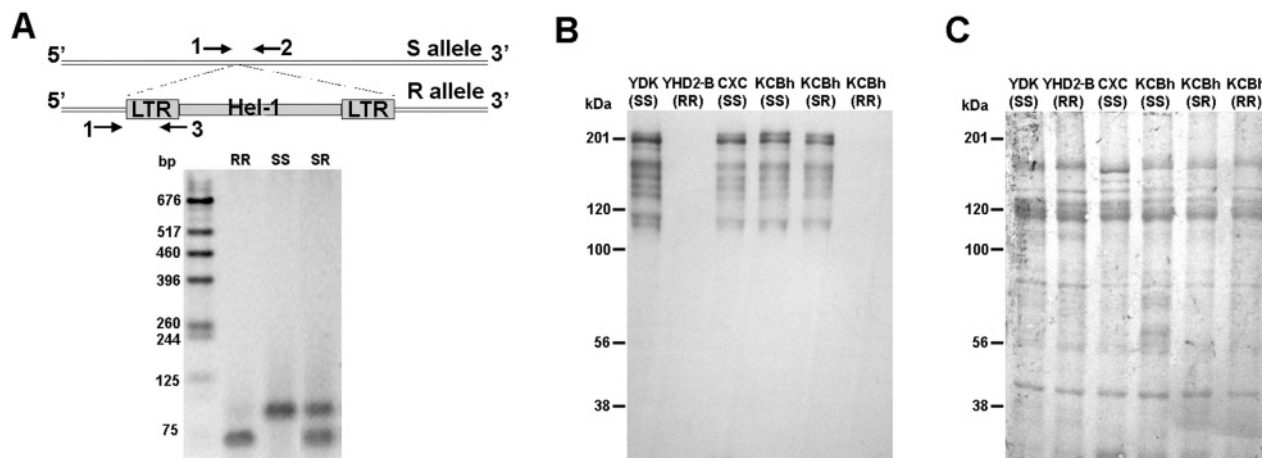 A
5' 1 2 S allele 3'
5' LTR Hel-1 LTR R allele 3'
1 3
bp RR SS SR
676
517
460
396
260
244
125
75
B
YDK YHD2-B CXC KCBh KCBh KCBh
kDa (SS) (RR) (SS) (SS) (SR) (RR)
201
120
100
56
38
C
YDK YHD2-B CXC KCBh KCBh KCBh
kDa (SS) (RR) (SS) (SS) (SR) (RR)
201
120
100
56
38